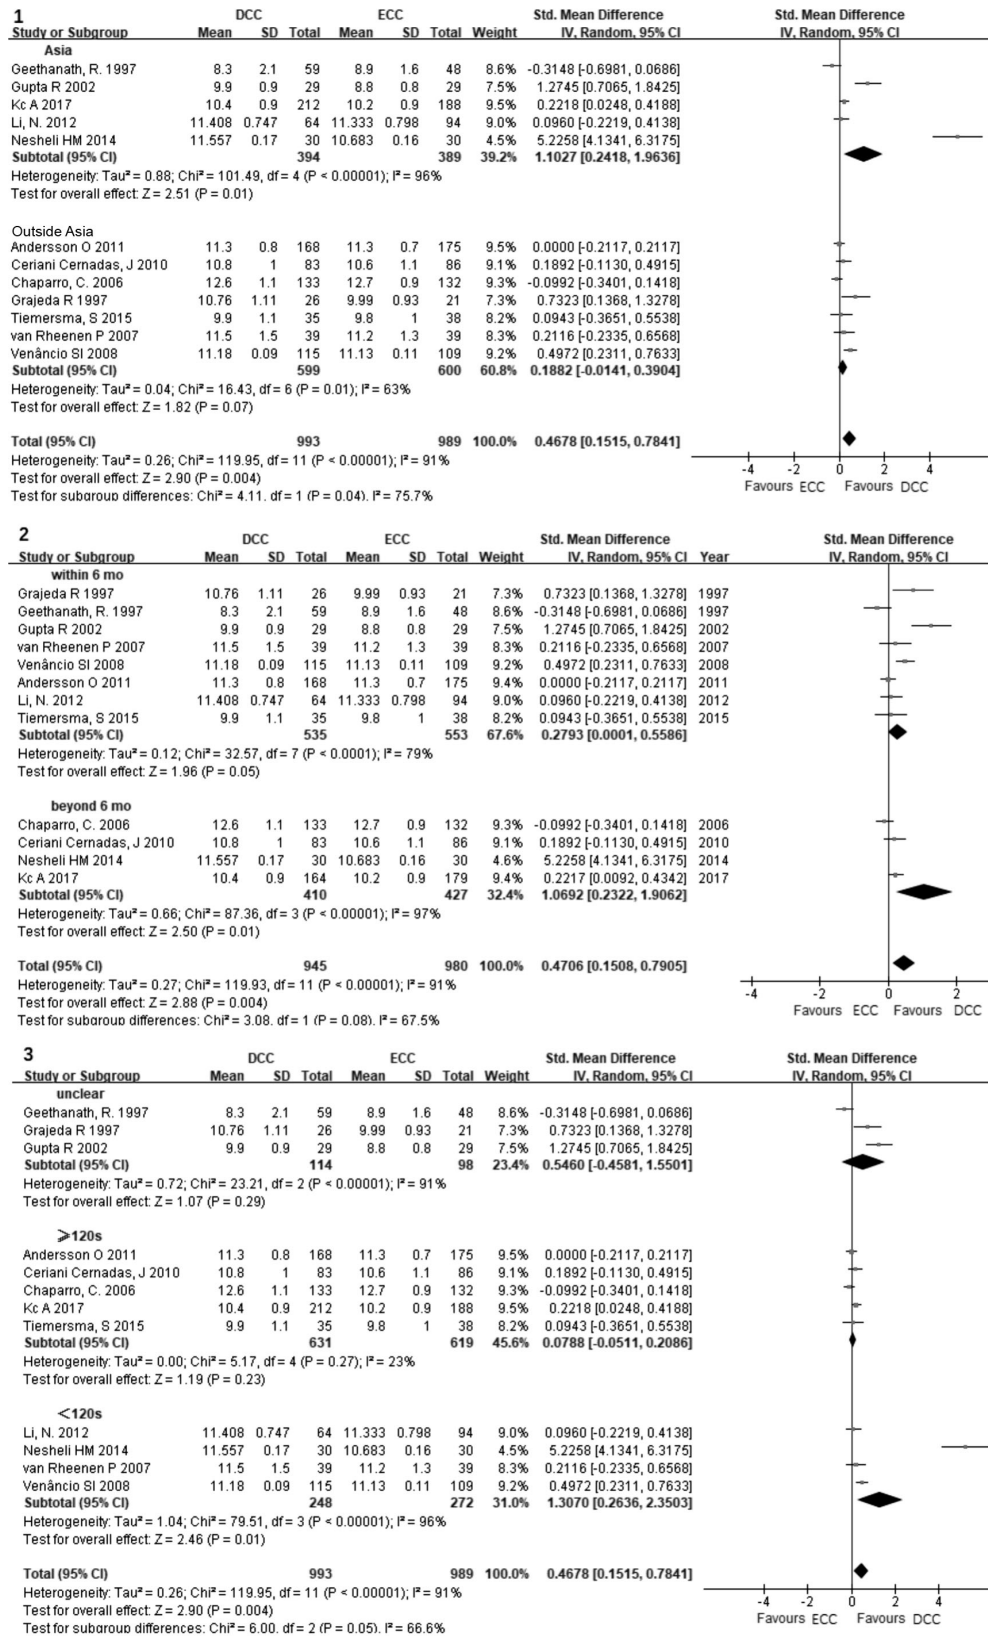 1
DCC ECC Std. Mean Difference Std. Mean Difference
Study or Subgroup Mean SD Total Mean SD Total Weight IV, Random, 95% CI IV, Random, 95% CI
Asia
Geethanath, R. 1997 8.3 2.1 59 8.9 1.6 48 8.6% -0.3148 [-0.6981, 0.0686]
Gupta R 2002 9.9 0.9 29 8.8 0.8 29 7.5% 1.2745 [0.7065, 1.8425]
Kc A 2017 10.4 0.9 212 10.2 0.9 188 9.5% 0.2218 [0.0248, 0.4188]
Li, N. 2012 11.408 0.747 64 11.333 0.798 94 9.0% 0.0960 [-0.2219, 0.4138]
Nesheli HM 2014 11.557 0.17 30 10.683 0.16 30 4.5% 5.2258 [4.1341, 6.3175]
Subtotal (95% CI) 394 389 39.2% 1.1027 [0.2418, 1.9636]
Heterogeneity: Tau² = 0.88; Chi² = 101.49, df = 4 (P < 0.00001); I² = 96%
Test for overall effect: Z = 2.51 (P = 0.01)
Outside Asia
Andersson O 2011 11.3 0.8 168 11.3 0.7 175 9.5% 0.0000 [-0.2117, 0.2117]
Ceriani Cernadas, J 2010 10.8 1 83 10.6 1.1 86 9.1% 0.1892 [-0.1130, 0.4915]
Chaparro, C. 2006 12.6 1.1 133 12.7 0.9 132 9.3% -0.0992 [-0.3401, 0.1418]
Grajeda R 1997 10.76 1.11 26 9.99 0.93 21 7.3% 0.7323 [0.1368, 1.3278]
Tiemersma, S 2015 9.9 1.1 35 9.8 1 38 8.2% 0.0943 [-0.3651, 0.5538]
van Rheenen P 2007 11.5 1.5 39 11.2 1.3 39 8.3% 0.2116 [-0.2335, 0.6568]
Venâncio SI 2008 11.18 0.09 115 11.13 0.11 109 9.2% 0.4972 [0.2311, 0.7633]
Subtotal (95% CI) 599 600 60.8% 0.1882 [-0.0141, 0.3904]
Heterogeneity: Tau² = 0.04; Chi² = 16.43, df = 6 (P = 0.01); I² = 63%
Test for overall effect: Z = 1.82 (P = 0.07)
Total (95% CI) 993 989 100.0% 0.4678 [0.1515, 0.7841]
Heterogeneity: Tau² = 0.26; Chi² = 119.95, df = 11 (P < 0.00001); I² = 91%
Test for overall effect: Z = 2.90 (P = 0.004)
Test for subgroup differences: Chi² = 4.11, df = 1 (P = 0.04), I² = 75.7%
-4 -2 0 2 4
Favours ECC Favours DCC
2
DCC ECC Std. Mean Difference Std. Mean Difference
Study or Subgroup Mean SD Total Mean SD Total Weight IV, Random, 95% CI Year IV, Random, 95% CI
within 6 mo
Grajeda R 1997 10.76 1.11 26 9.99 0.93 21 7.3% 0.7323 [0.1368, 1.3278] 1997
Geethanath, R. 1997 8.3 2.1 59 8.9 1.6 48 8.6% -0.3148 [-0.6981, 0.0686] 1997
Gupta R 2002 9.9 0.9 29 8.8 0.8 29 7.5% 1.2745 [0.7065, 1.8425] 2002
van Rheenen P 2007 11.5 1.5 39 11.2 1.3 39 8.3% 0.2116 [-0.2335, 0.6568] 2007
Venâncio SI 2008 11.18 0.09 115 11.13 0.11 109 9.2% 0.4972 [0.2311, 0.7633] 2008
Andersson O 2011 11.3 0.8 168 11.3 0.7 175 9.4% 0.0000 [-0.2117, 0.2117] 2011
Li, N. 2012 11.408 0.747 64 11.333 0.798 94 9.0% 0.0960 [-0.2219, 0.4138] 2012
Tiemersma, S 2015 9.9 1.1 35 9.8 1 38 8.2% 0.0943 [-0.3651, 0.5538] 2015
Subtotal (95% CI) 535 553 67.6% 0.2793 [0.0001, 0.5586]
Heterogeneity: Tau² = 0.12; Chi² = 32.57, df = 7 (P < 0.0001); I² = 79%
Test for overall effect: Z = 1.96 (P = 0.05)
beyond 6 mo
Chaparro, C. 2006 12.6 1.1 133 12.7 0.9 132 9.3% -0.0992 [-0.3401, 0.1418] 2006
Ceriani Cernadas, J 2010 10.8 1 83 10.6 1.1 86 9.1% 0.1892 [-0.1130, 0.4915] 2010
Nesheli HM 2014 11.557 0.17 30 10.683 0.16 30 4.6% 5.2258 [4.1341, 6.3175] 2014
Kc A 2017 10.4 0.9 164 10.2 0.9 179 9.4% 0.2217 [0.0092, 0.4342] 2017
Subtotal (95% CI) 410 427 32.4% 1.0692 [0.2322, 1.9062]
Heterogeneity: Tau² = 0.66; Chi² = 87.36, df = 3 (P < 0.00001); I² = 97%
Test for overall effect: Z = 2.50 (P = 0.01)
Total (95% CI) 945 980 100.0% 0.4706 [0.1508, 0.7905]
Heterogeneity: Tau² = 0.27; Chi² = 119.93, df = 11 (P < 0.00001); I² = 91%
Test for overall effect: Z = 2.88 (P = 0.004)
Test for subgroup differences: Chi² = 3.08, df = 1 (P = 0.08), I² = 67.5%
-4 -2 0 2
Favours ECC Favours DCC
3
DCC ECC Std. Mean Difference Std. Mean Difference
Study or Subgroup Mean SD Total Mean SD Total Weight IV, Random, 95% CI IV, Random, 95% CI
unclear
Geethanath, R. 1997 8.3 2.1 59 8.9 1.6 48 8.6% -0.3148 [-0.6981, 0.0686]
Grajeda R 1997 10.76 1.11 26 9.99 0.93 21 7.3% 0.7323 [0.1368, 1.3278]
Gupta R 2002 9.9 0.9 29 8.8 0.8 29 7.5% 1.2745 [0.7065, 1.8425]
Subtotal (95% CI) 114 98 23.4% 0.5460 [-0.4581, 1.5501]
Heterogeneity: Tau² = 0.72; Chi² = 23.21, df = 2 (P < 0.00001); I² = 91%
Test for overall effect: Z = 1.07 (P = 0.29)
⩾120s
Andersson O 2011 11.3 0.8 168 11.3 0.7 175 9.5% 0.0000 [-0.2117, 0.2117]
Ceriani Cernadas, J 2010 10.8 1 83 10.6 1.1 86 9.1% 0.1892 [-0.1130, 0.4915]
Chaparro, C. 2006 12.6 1.1 133 12.7 0.9 132 9.3% -0.0992 [-0.3401, 0.1418]
Kc A 2017 10.4 0.9 212 10.2 0.9 188 9.5% 0.2218 [0.0248, 0.4188]
Tiemersma, S 2015 9.9 1.1 35 9.8 1 38 8.2% 0.0943 [-0.3651, 0.5538]
Subtotal (95% CI) 631 619 45.6% 0.0788 [-0.0511, 0.2086]
Heterogeneity: Tau² = 0.00; Chi² = 5.17, df = 4 (P = 0.27); I² = 23%
Test for overall effect: Z = 1.19 (P = 0.23)
<120s
Li, N. 2012 11.408 0.747 64 11.333 0.798 94 9.0% 0.0960 [-0.2219, 0.4138]
Nesheli HM 2014 11.557 0.17 30 10.683 0.16 30 4.5% 5.2258 [4.1341, 6.3175]
van Rheenen P 2007 11.5 1.5 39 11.2 1.3 39 8.3% 0.2116 [-0.2335, 0.6568]
Venâncio SI 2008 11.18 0.09 115 11.13 0.11 109 9.2% 0.4972 [0.2311, 0.7633]
Subtotal (95% CI) 248 272 31.0% 1.3070 [0.2636, 2.3503]
Heterogeneity: Tau² = 1.04; Chi² = 79.51, df = 3 (P < 0.00001); I² = 96%
Test for overall effect: Z = 2.46 (P = 0.01)
Total (95% CI) 993 989 100.0% 0.4678 [0.1515, 0.7841]
Heterogeneity: Tau² = 0.26; Chi² = 119.95, df = 11 (P < 0.00001); I² = 91%
Test for overall effect: Z = 2.90 (P = 0.004)
Test for subgroup differences: Chi² = 6.00, df = 2 (P = 0.05), I² = 66.6%
-4 -2 0 2 4
Favours ECC Favours DCC